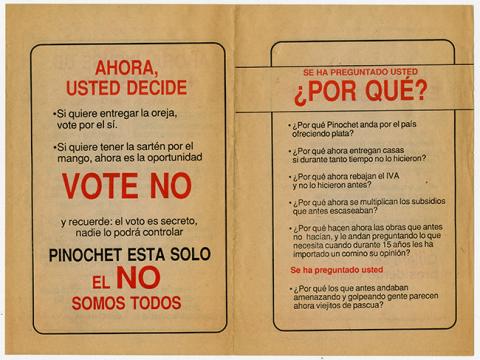 AHORA,
USTED DECIDE
•Si quiere entregar la oreja,
vote por el sí.
•Si quiere tener la sartén por el
mango, ahora es la oportunidad
VOTE NO
y recuerde: el voto es secreto,
nadie lo podrá controlar
PINOCHET ESTA SOLO
EL NO
SOMOS TODOS
SE HA PREGUNTADO USTED
¿POR QUÉ?
• ¿Por qué Pinochet anda por el país
ofreciendo plata?
• ¿Por qué ahora entregan casas
si durante tanto tiempo no lo hicieron?
• ¿Por qué ahora rebajan el IVA
y no lo hicieron antes?
• ¿Por qué ahora se multiplican los subsidios
que antes escaseaban?
• ¿Por qué hacen ahora las obras que antes
no hacían, y le andan preguntando lo que
necesita cuando durante 15 años les ha
importado un comino su opinión?
Se ha preguntado usted
• ¿Por qué los que antes andaban
amenazando y golpeando gente parecen
ahora viejitos de pascua?